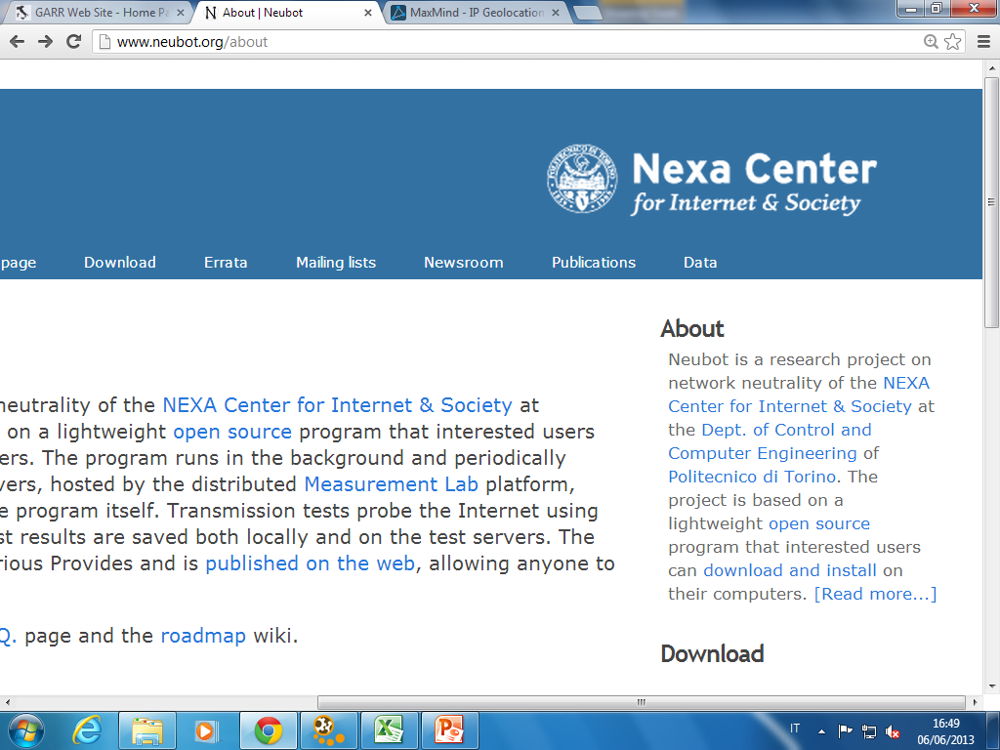 GARR Web Site - Home Pa
About | Neubot
MaxMind - IP Geolocation
www.neubot.org/about
POLITECNICO DI TORINO
Nexa Center
for Internet & Society
page Download Errata Mailing lists Newsroom Publications Data
neutrality of the NEXA Center for Internet & Society at
on a lightweight open source program that interested users
ers. The program runs in the background and periodically
vers, hosted by the distributed Measurement Lab platform,
e program itself. Transmission tests probe the Internet using
st results are saved both locally and on the test servers. The
rious Provides and is published on the web, allowing anyone to
Q. page and the roadmap wiki.
About
Neubot is a research project on
network neutrality of the NEXA
Center for Internet & Society at
the Dept. of Control and
Computer Engineering of
Politecnico di Torino. The
project is based on a
lightweight open source
program that interested users
can download and install on
their computers. [Read more...]
Download
IT
16:49
06/06/2013